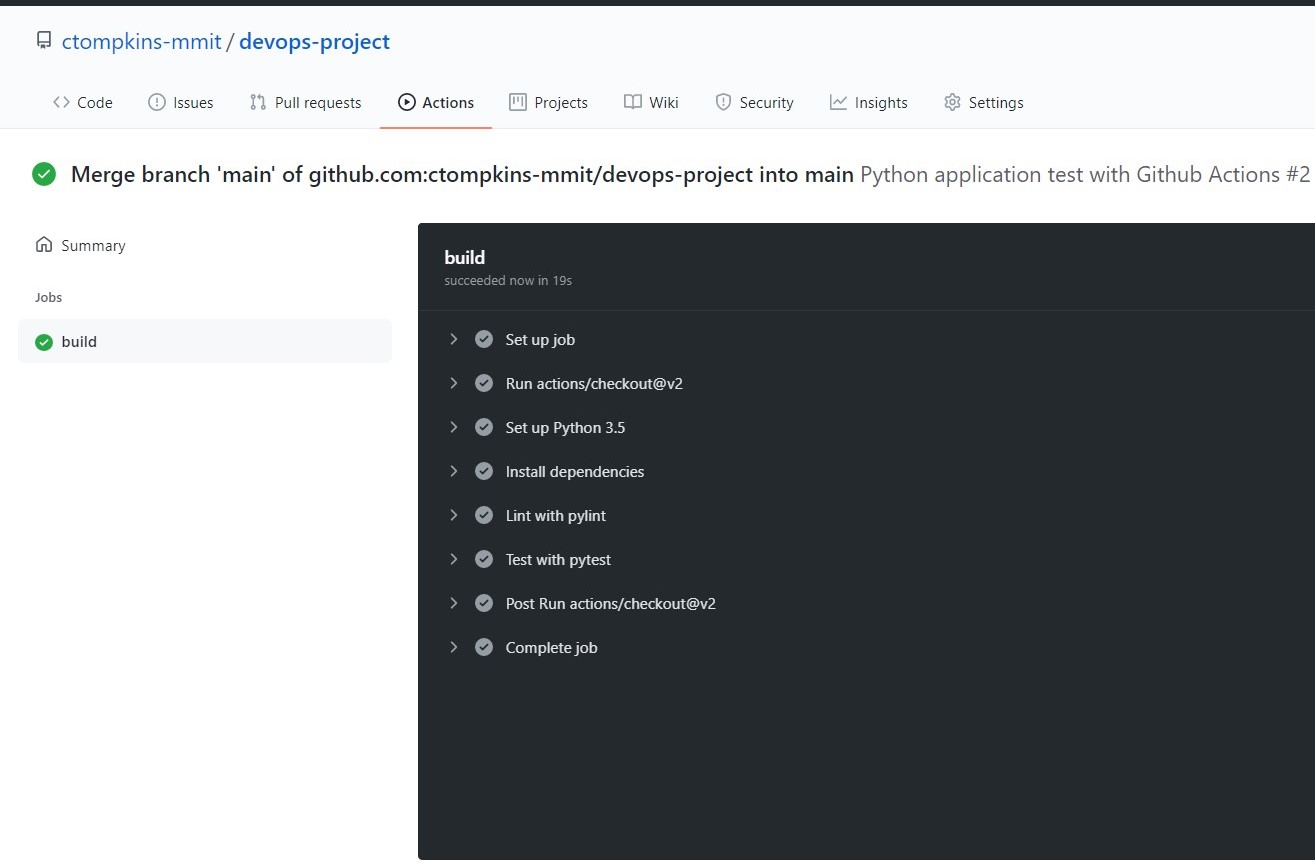 ctompkins-mmit / devops-project
Code Issues Pull requests Actions Projects Wiki Security Insights Settings
Merge branch 'main' of github.com:ctompkins-mmit/devops-project into main Python application test with Github Actions #2
Summary
Jobs
build
build
succeeded now in 19s
Set up job
Run actions/checkout@v2
Set up Python 3.5
Install dependencies
Lint with pylint
Test with pytest
Post Run actions/checkout@v2
Complete job